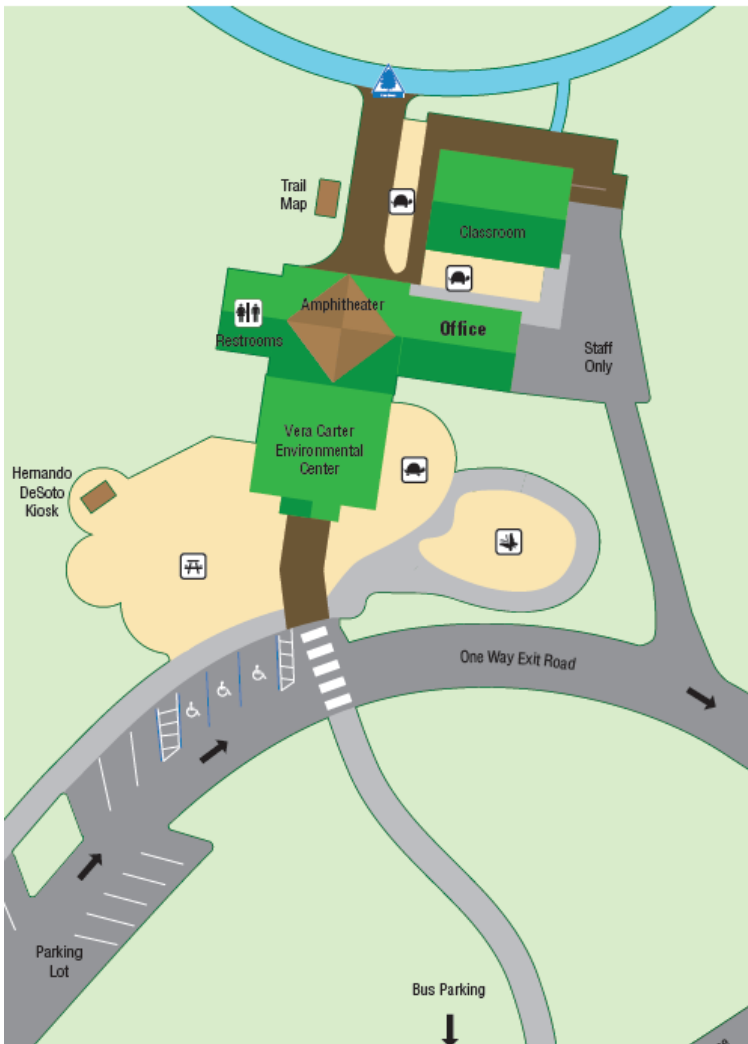 Trail
Map
Classroom
Amphitheater
Office
Restrooms
Staff
Only
Vera Carter
Environmental
Center
Hernando
DeSoto
Kiosk
One Way Exit Road
Parking
Lot
Bus Parking